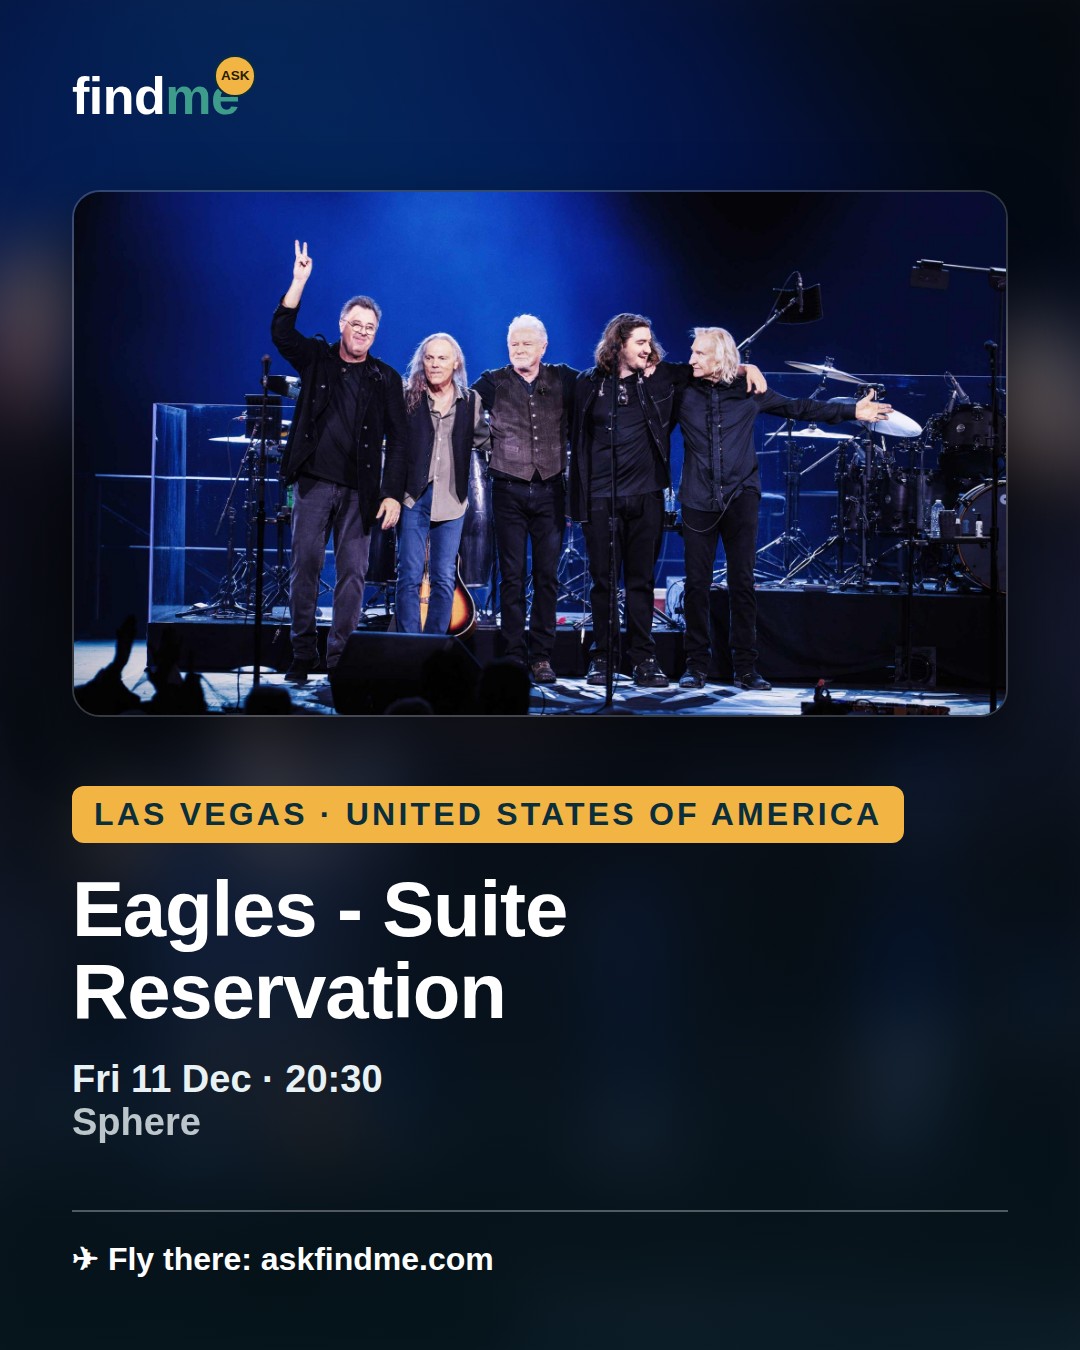 findme
ASK
LAS VEGAS · UNITED STATES OF AMERICA
Eagles - Suite
Reservation
Fri 11 Dec · 20:30
Sphere
✈ Fly there: askfindme.com